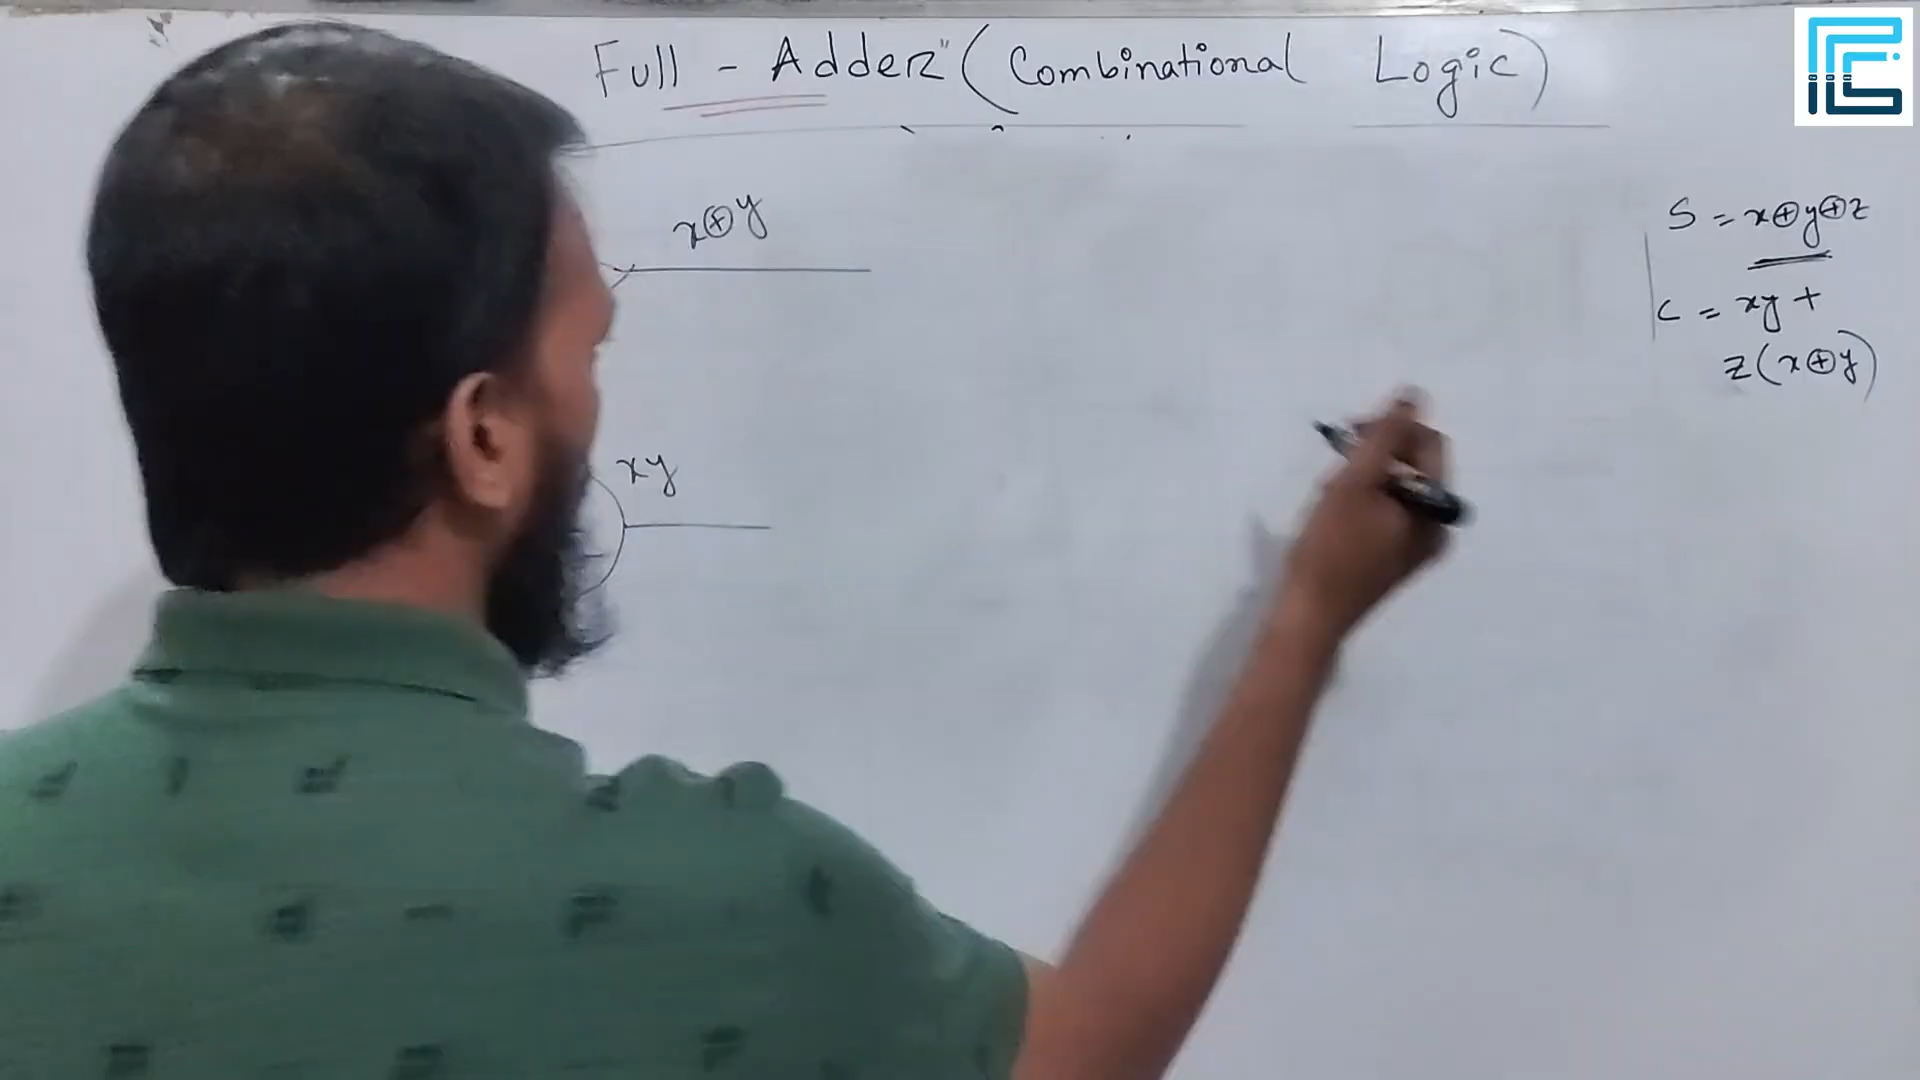 Full - Adder" (Combinational Logic)
x⊕y
xy
S = x⊕y⊕z
C = xy +
z(x⊕y)